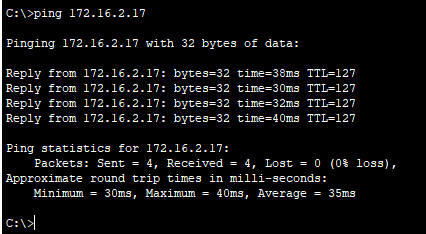 C:\>ping 172.16.2.17
Pinging 172.16.2.17 with 32 bytes of data:
Reply from 172.16.2.17: bytes=32 time=38ms TTL=127
Reply from 172.16.2.17: bytes=32 time=30ms TTL=127
Reply from 172.16.2.17: bytes=32 time=32ms TTL=127
Reply from 172.16.2.17: bytes=32 time=40ms TTL=127
Ping statistics for 172.16.2.17:
    Packets: Sent = 4, Received = 4, Lost = 0 (0% loss),
Approximate round trip times in milli-seconds:
    Minimum = 30ms, Maximum = 40ms, Average = 35ms
C:\>